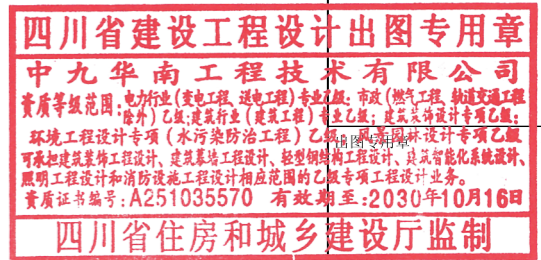 四川省建设工程设计出图专用章
中九华南工程技术有限公司
资质等级范围:电力行业(变电工程、送电工程)专业乙级;市政(燃气工程、轨道交通工程
除外)乙级;建筑行业(建筑工程)专业乙级;建筑装饰设计专项乙级;
环境工程设计专项(水污染防治工程)乙级;风景园林设计专项乙级
出图专用章
可承担建筑装饰工程设计、建筑幕墙工程设计、轻型钢结构工程设计、建筑智能化系统设计、
照明工程设计和消防设施工程设计相应范围的乙级专项工程设计业务。
资质证书编号:A251035570 有效期至:2030年10月16日
四川省住房和城乡建设厅监制